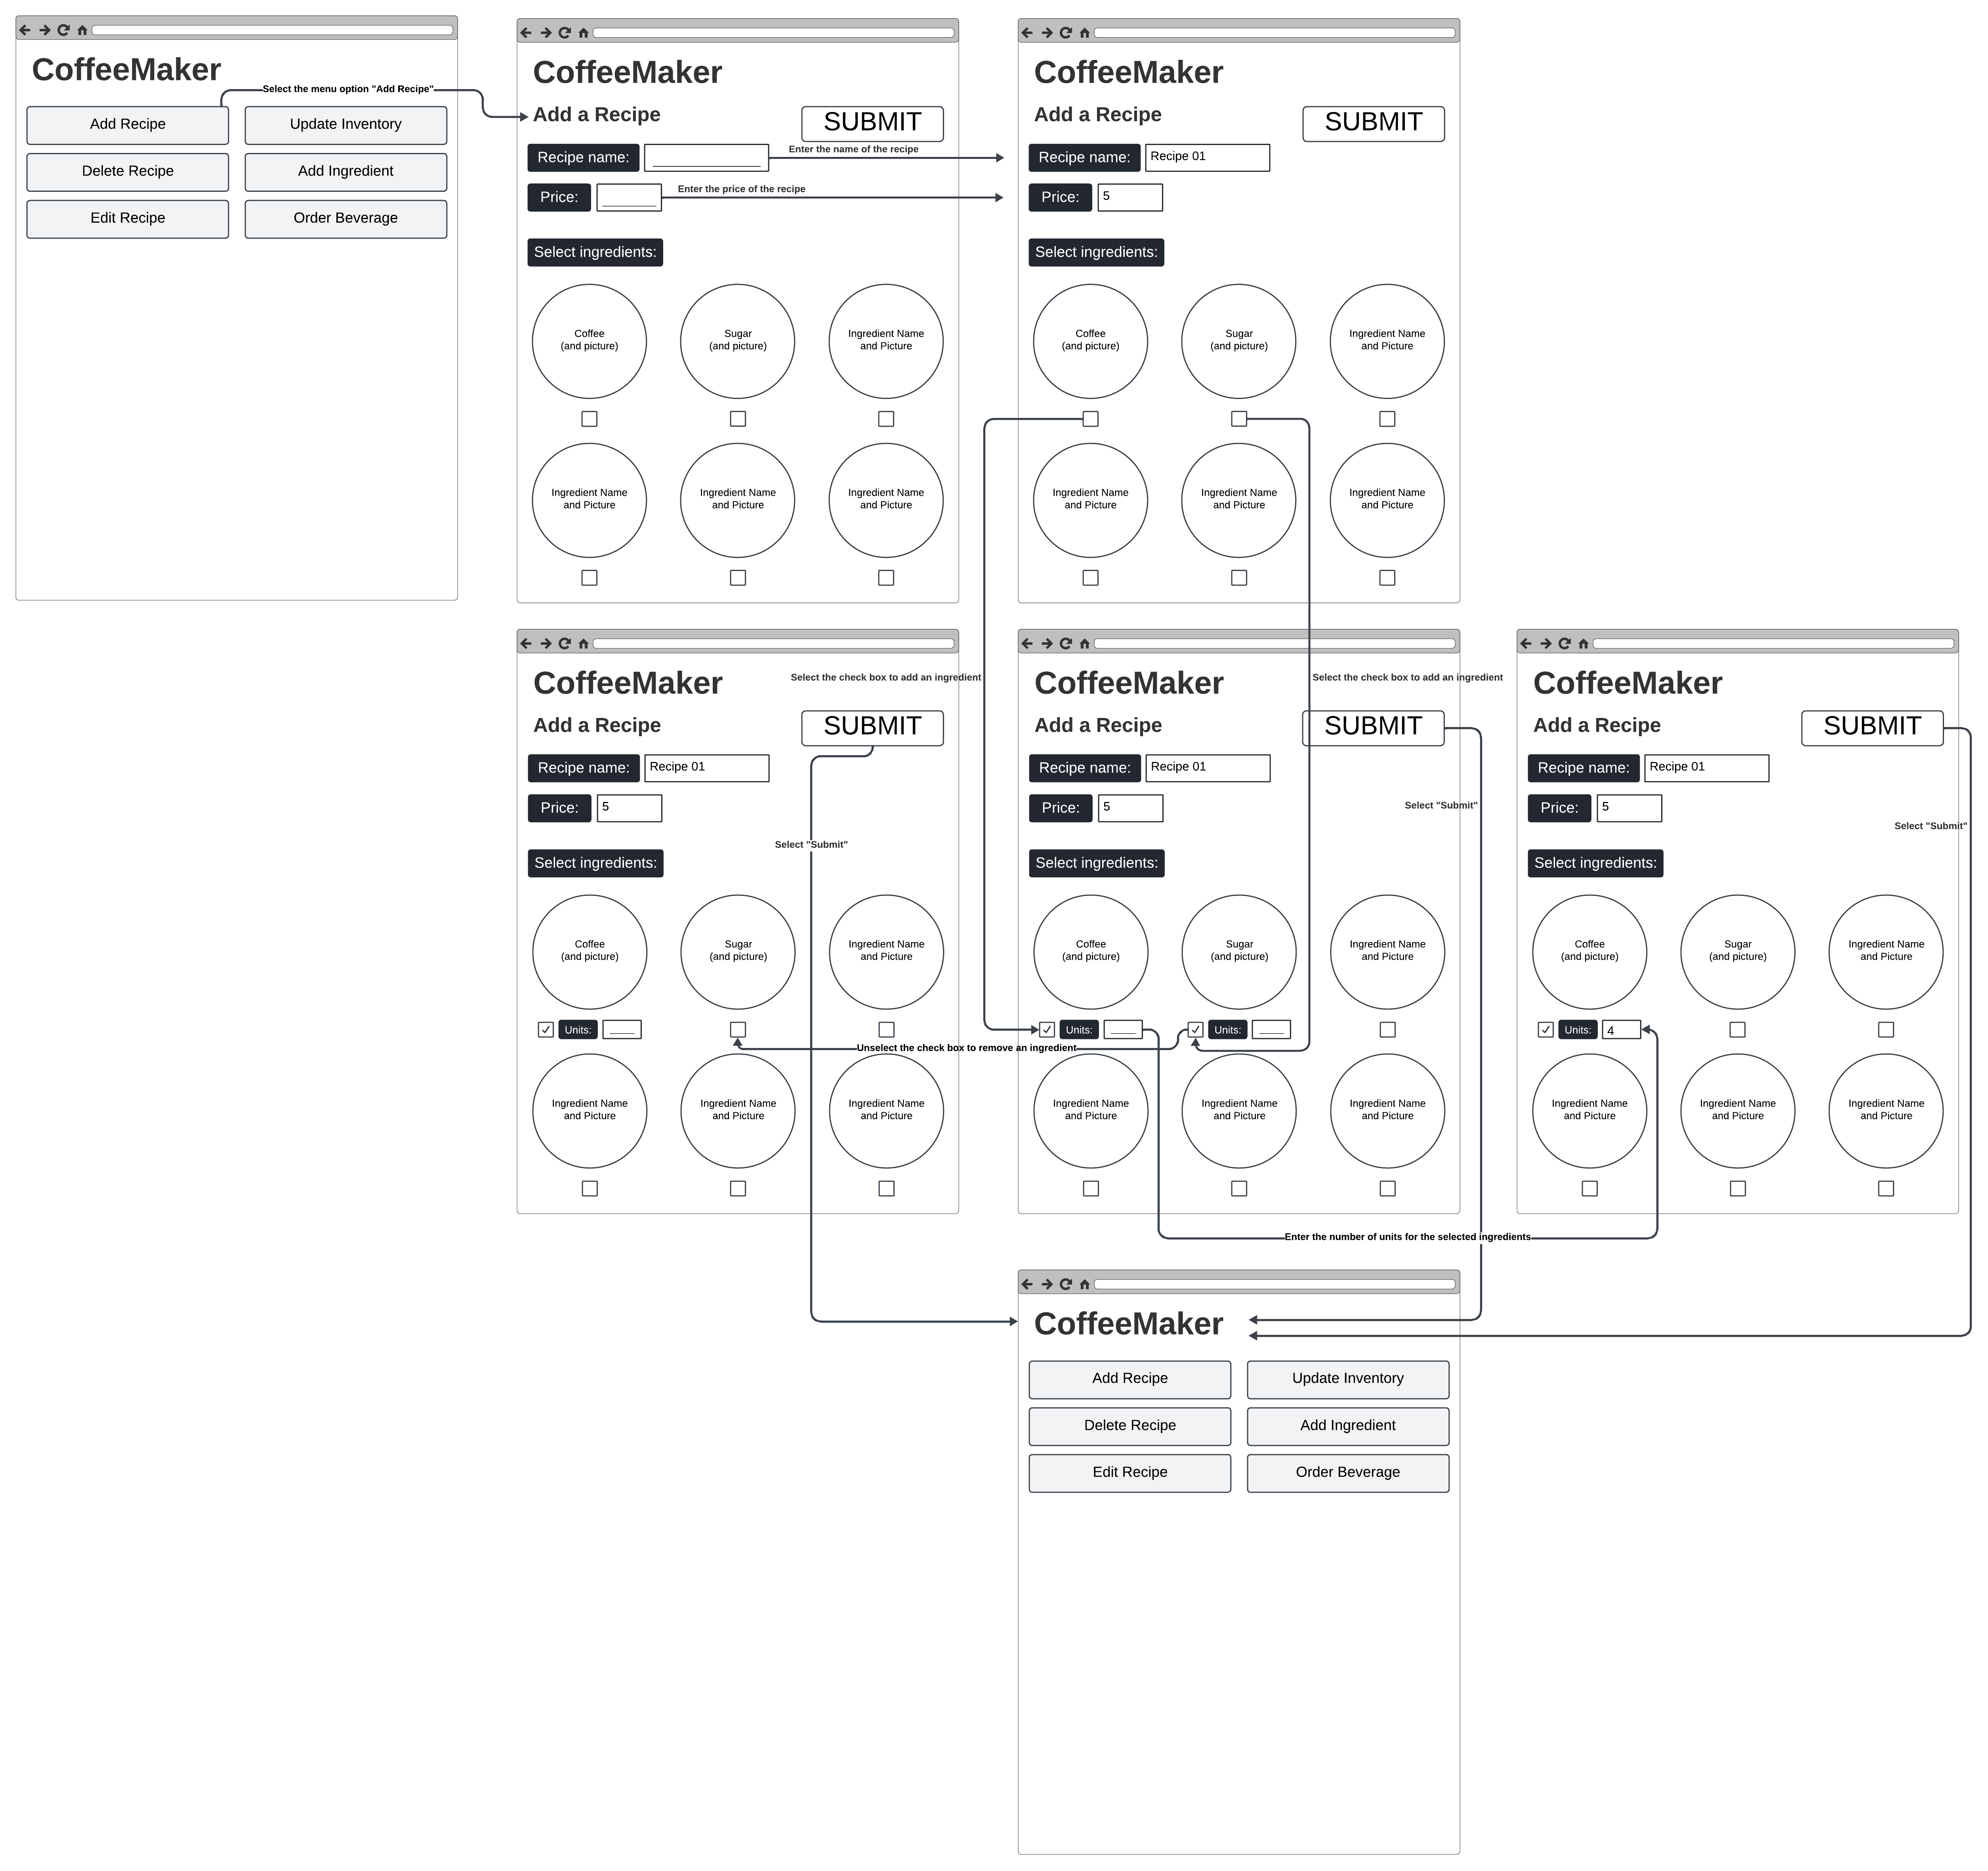 CoffeeMaker
Select the menu option "Add Recipe"
Add Recipe
Update Inventory
Delete Recipe
Add Ingredient
Edit Recipe
Order Beverage
CoffeeMaker
Add a Recipe
SUBMIT
Recipe name:
Enter the name of the recipe
Price:
Enter the price of the recipe
Select ingredients:
Coffee
(and picture)
Sugar
(and picture)
Ingredient Name
and Picture
Ingredient Name
and Picture
Ingredient Name
and Picture
Ingredient Name
and Picture
CoffeeMaker
Add a Recipe
SUBMIT
Recipe name:
Recipe 01
Price:
5
Select ingredients:
Coffee
(and picture)
Sugar
(and picture)
Ingredient Name
and Picture
Ingredient Name
and Picture
Ingredient Name
and Picture
Ingredient Name
and Picture
CoffeeMaker
Select the check box to add an ingredient
Add a Recipe
SUBMIT
Recipe name:
Recipe 01
Price:
5
Select "Submit"
Select ingredients:
Coffee
(and picture)
Sugar
(and picture)
Ingredient Name
and Picture
Units:
Unselect the check box to remove an ingredient
Ingredient Name
and Picture
Ingredient Name
and Picture
Ingredient Name
and Picture
CoffeeMaker
Select the check box to add an ingredient
Add a Recipe
SUBMIT
Recipe name:
Recipe 01
Price:
5
Select "Submit"
Select ingredients:
Coffee
(and picture)
Sugar
(and picture)
Ingredient Name
and Picture
Units:
Units:
Ingredient Name
and Picture
Ingredient Name
and Picture
Ingredient Name
and Picture
CoffeeMaker
Add a Recipe
SUBMIT
Recipe name:
Recipe 01
Price:
5
Select "Submit"
Select ingredients:
Coffee
(and picture)
Sugar
(and picture)
Ingredient Name
and Picture
Units:
4
Ingredient Name
and Picture
Ingredient Name
and Picture
Ingredient Name
and Picture
Enter the number of units for the selected ingredients
CoffeeMaker
Add Recipe
Update Inventory
Delete Recipe
Add Ingredient
Edit Recipe
Order Beverage